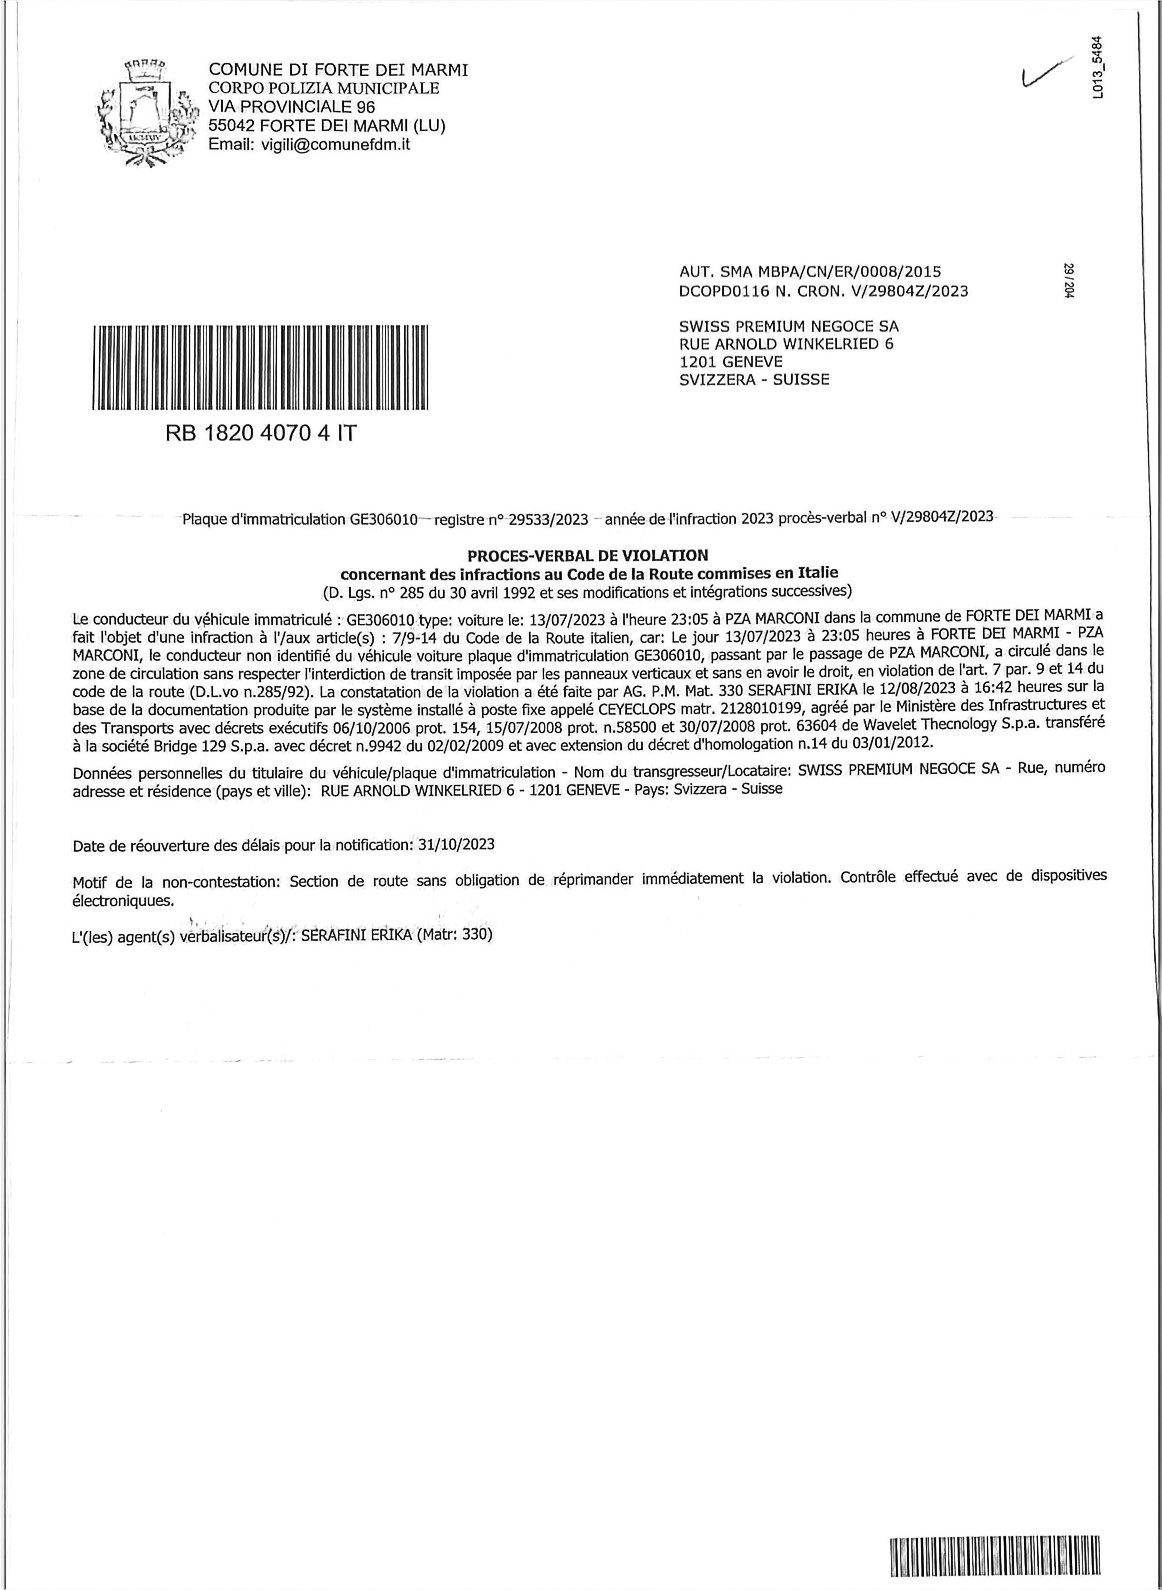 L013_5484
COMUNE DI FORTE DEI MARMI
CORPO POLIZIA MUNICIPALE
VIA PROVINCIALE 96
55042 FORTE DEI MARMI (LU)
Email: vigili@comunefdm.it
29 / 204
AUT. SMA MBPA/CN/ER/0008/2015
DCOPD0116 N. CRON. V/29804Z/2023
SWISS PREMIUM NEGOCE SA
RUE ARNOLD WINKELRIED 6
1201 GENEVE
SVIZZERA - SUISSE
RB 1820 4070 4 IT
Plaque d'immatriculation GE306010 - registre n° 29533/2023 - année de l'infraction 2023 procès-verbal n° V/29804Z/2023
PROCES-VERBAL DE VIOLATION
concernant des infractions au Code de la Route commises en Italie
(D. Lgs. n° 285 du 30 avril 1992 et ses modifications et intégrations successives)
Le conducteur du véhicule immatriculé : GE306010 type: voiture le: 13/07/2023 à l'heure 23:05 à PZA MARCONI dans la commune de FORTE DEI MARMI a
fait l'objet d'une infraction à l'/aux article(s) : 7/9-14 du Code de la Route italien, car: Le jour 13/07/2023 à 23:05 heures à FORTE DEI MARMI - PZA
MARCONI, le conducteur non identifié du véhicule voiture plaque d'immatriculation GE306010, passant par le passage de PZA MARCONI, a circulé dans le
zone de circulation sans respecter l'interdiction de transit imposée par les panneaux verticaux et sans en avoir le droit, en violation de l'art. 7 par. 9 et 14 du
code de la route (D.L.vo n.285/92). La constatation de la violation a été faite par AG. P.M. Mat. 330 SERAFINI ERIKA le 12/08/2023 à 16:42 heures sur la
base de la documentation produite par le système installé à poste fixe appelé CEYECLOPS matr. 2128010199, agréé par le Ministère des Infrastructures et
des Transports avec décrets exécutifs 06/10/2006 prot. 154, 15/07/2008 prot. n.58500 et 30/07/2008 prot. 63604 de Wavelet Thecnology S.p.a. transféré
à la société Bridge 129 S.p.a. avec décret n.9942 du 02/02/2009 et avec extension du décret d'homologation n.14 du 03/01/2012.
Données personnelles du titulaire du véhicule/plaque d'immatriculation - Nom du transgresseur/Locataire: SWISS PREMIUM NEGOCE SA - Rue, numéro
adresse et résidence (pays et ville): RUE ARNOLD WINKELRIED 6 - 1201 GENEVE - Pays: Svizzera - Suisse
Date de réouverture des délais pour la notification: 31/10/2023
Motif de la non-contestation: Section de route sans obligation de réprimander immédiatement la violation. Contrôle effectué avec de dispositives
électroniquues.
L'(les) agent(s) verbalisateur(s)/: SERAFINI ERIKA (Matr: 330)